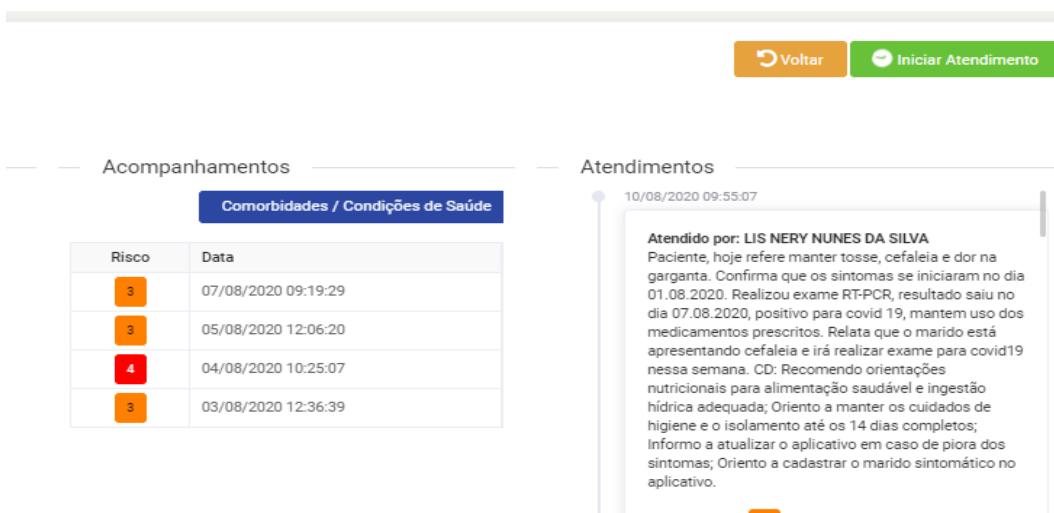 Voltar
Iniciar Atendimento
Acompanhamentos
Comorbidades / Condições de Saúde
Risco Data
3 07/08/2020 09:19:29
3 05/08/2020 12:06:20
4 04/08/2020 10:25:07
3 03/08/2020 12:36:39
Atendimentos
10/08/2020 09:55:07
Atendido por: LIS NERY NUNES DA SILVA
Paciente, hoje refere manter tosse, cefaleia e dor na
garganta. Confirma que os sintomas se iniciaram no dia
01.08.2020. Realizou exame RT-PCR, resultado saiu no
dia 07.08.2020, positivo para covid 19, mantem uso dos
medicamentos prescritos. Relata que o marido está
apresentando cefaleia e irá realizar exame para covid19
nessa semana. CD: Recomendo orientações
nutricionais para alimentação saudável e ingestão
hídrica adequada; Oriento a manter os cuidados de
higiene e o isolamento até os 14 dias completos;
Informo a atualizar o aplicativo em caso de piora dos
sintomas; Oriento a cadastrar o marido sintomático no
aplicativo.